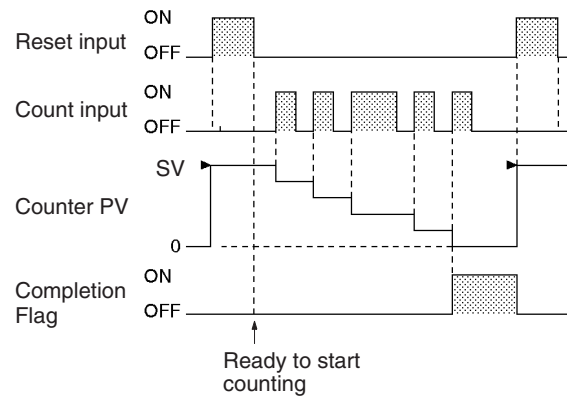 ON
Reset input
OFF
ON
Count input
OFF
SV
Counter PV
0
ON
Completion
Flag
OFF
Ready to start
counting